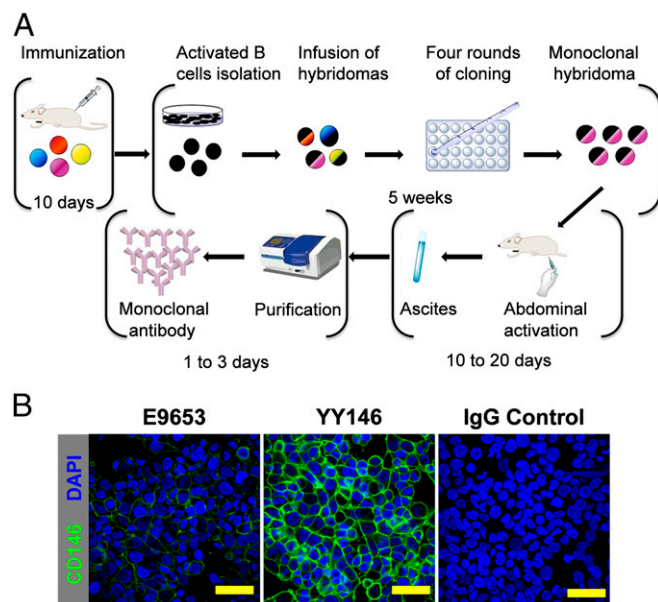 A
Immunization
Activated B
cells isolation
Infusion of
hybridomas
Four rounds
of cloning
Monoclonal
hybridoma
10 days
5 weeks
Monoclonal
antibody
Purification
Ascites
Abdominal
activation
1 to 3 days
10 to 20 days
B
E9653
YY146
IgG Control
CD146 DAPI